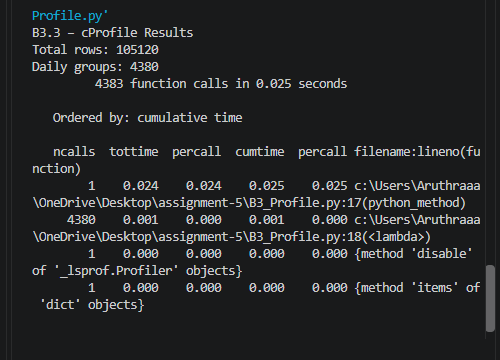 Profile.py'
B3.3 – cProfile Results
Total rows: 105120
Daily groups: 4380
         4383 function calls in 0.025 seconds
   Ordered by: cumulative time
   ncalls  tottime  percall  cumtime  percall filename:lineno(fu
nction)
        1    0.024    0.024    0.025    0.025 c:\Users\Aruthraaa
\OneDrive\Desktop\assignment-5\B3_Profile.py:17(python_method)
     4380    0.001    0.000    0.001    0.000 c:\Users\Aruthraaa
\OneDrive\Desktop\assignment-5\B3_Profile.py:18(<lambda>)
        1    0.000    0.000    0.000    0.000 {method 'disable'
of '_lsprof.Profiler' objects}
        1    0.000    0.000    0.000    0.000 {method 'items' of
 'dict' objects}